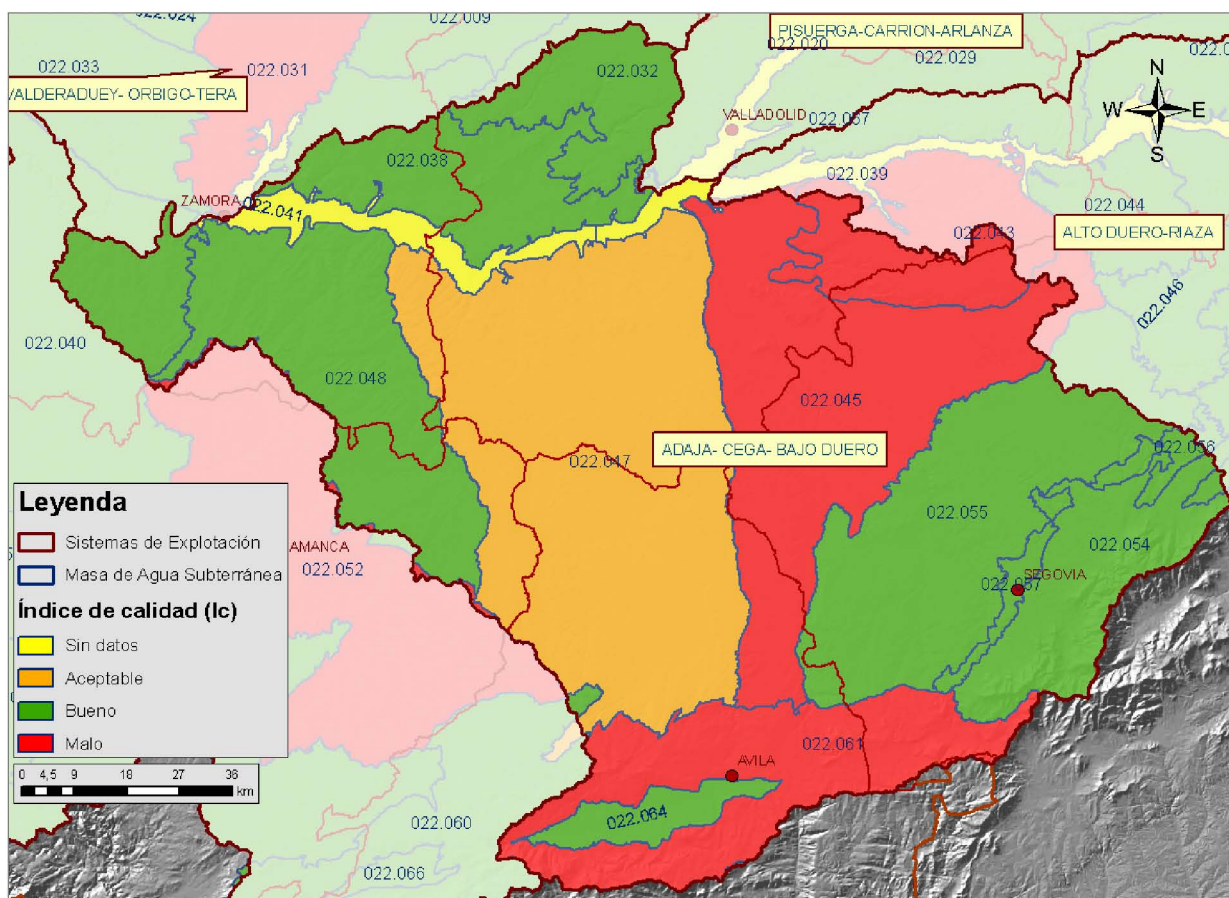 022.024
022.009
PISUERGA-CARRION-ARLANZA
022.020
022.029
022.033
022.031
022.032
VALDERADUEY- ORBIGO-TERA
N
W
E
S
VALLADOLID
022.038
022.039
ZAMORA
022.041
022.044
022.043
ALTO DUERO-RIAZA
022.046
022.040
022.048
022.045
ADAJA- CEGA- BAJO DUERO
022.047
022.056
022.055
022.054
SEGOVIA
AMANCA
022.052
Leyenda
Sistemas de Explotación
Masa de Agua Subterránea
Índice de calidad (Ic)
Sin datos
Aceptable
Bueno
Malo
0 4,5 9 18 27 36
km
022.061
AVILA
022.064
022.060
022.066